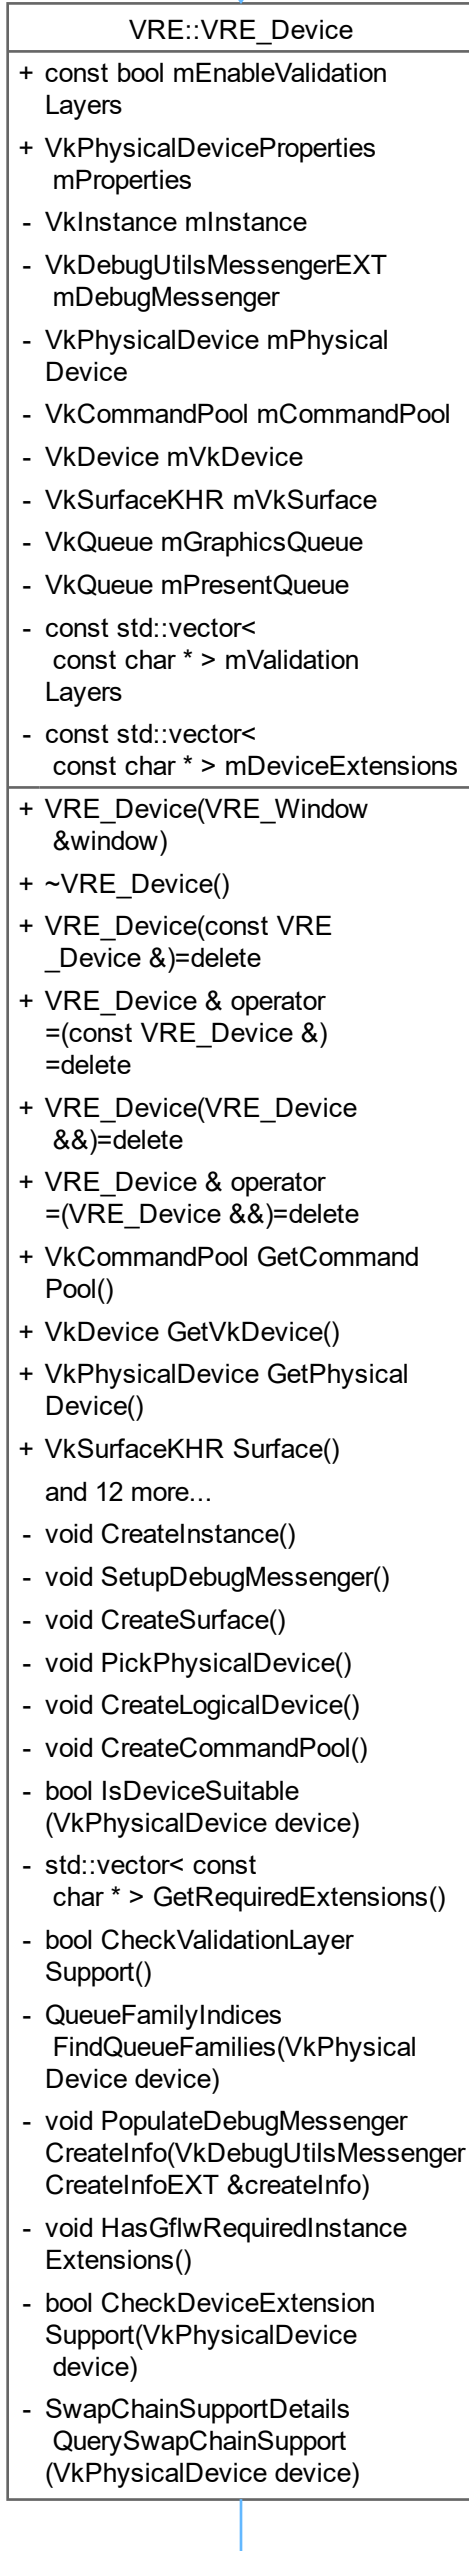 VRE::VRE_Device
+ const bool mEnableValidation
Layers
+ VkPhysicalDeviceProperties
mProperties
- VkInstance mInstance
- VkDebugUtilsMessengerEXT
mDebugMessenger
- VkPhysicalDevice mPhysical
Device
- VkCommandPool mCommandPool
- VkDevice mVkDevice
- VkSurfaceKHR mVkSurface
- VkQueue mGraphicsQueue
- VkQueue mPresentQueue
- const std::vector<
const char * > mValidation
Layers
- const std::vector<
const char * > mDeviceExtensions
+ VRE_Device(VRE_Window
&window)
+ ~VRE_Device()
+ VRE_Device(const VRE
_Device &)=delete
+ VRE_Device & operator
=(const VRE_Device &)
=delete
+ VRE_Device(VRE_Device
&&)=delete
+ VRE_Device & operator
=(VRE_Device &&)=delete
+ VkCommandPool GetCommand
Pool()
+ VkDevice GetVkDevice()
+ VkPhysicalDevice GetPhysical
Device()
+ VkSurfaceKHR Surface()
and 12 more...
- void CreateInstance()
- void SetupDebugMessenger()
- void CreateSurface()
- void PickPhysicalDevice()
- void CreateLogicalDevice()
- void CreateCommandPool()
- bool IsDeviceSuitable
(VkPhysicalDevice device)
- std::vector< const
char * > GetRequiredExtensions()
- bool CheckValidationLayer
Support()
- QueueFamilyIndices
FindQueueFamilies(VkPhysical
Device device)
- void PopulateDebugMessenger
CreateInfo(VkDebugUtilsMessenger
CreateInfoEXT &createInfo)
- void HasGflwRequiredInstance
Extensions()
- bool CheckDeviceExtension
Support(VkPhysicalDevice
device)
- SwapChainSupportDetails
QuerySwapChainSupport
(VkPhysicalDevice device)